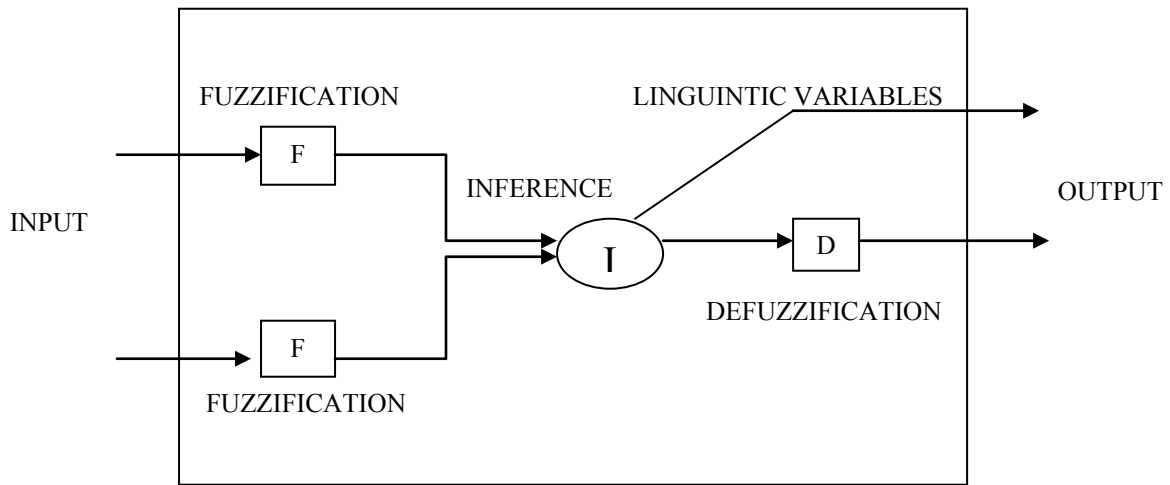 FUZZIFICATION
LINGUINTIC VARIABLES
F
INFERENCE
OUTPUT
INPUT
I
D
DEFUZZIFICATION
F
FUZZIFICATION